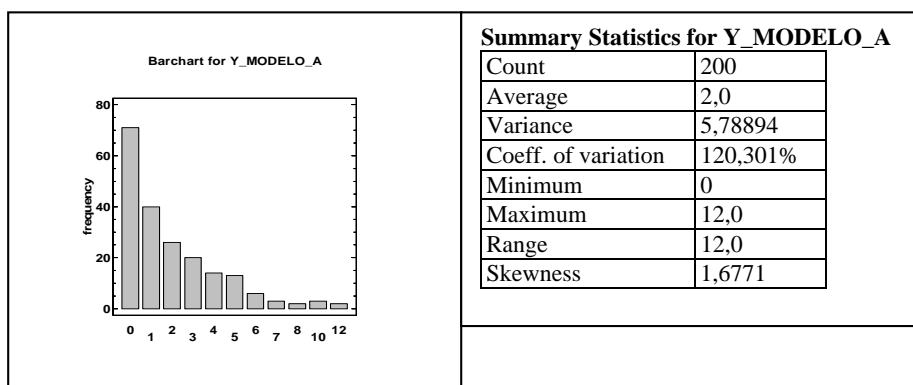 Barchart for Y_MODELO_A
80
60
40
20
0
frequency
0 1 2 3 4 5 6 7 8 10 12
Summary Statistics for Y_MODELO_A
Count 200
Average 2,0
Variance 5,78894
Coeff. of variation 120,301%
Minimum 0
Maximum 12,0
Range 12,0
Skewness 1,6771